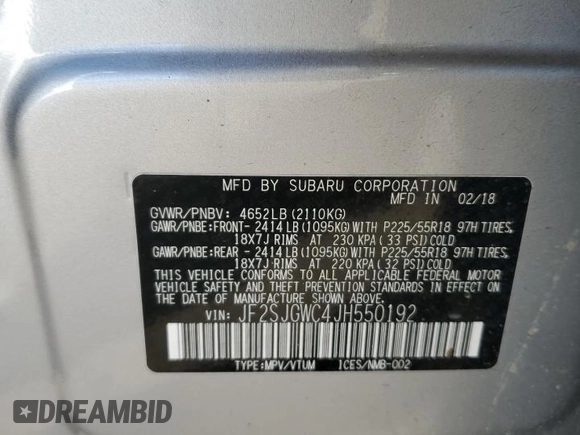 MFD BY SUBARU CORPORATION
MFD IN 02/18
GVWR/PNBV: 4652LB(2110KG)
GAWR/PNBE:FRONT- 2414LB(1095KG)WITH P225/55R18 97H TIRES,
18X7J RIMS AT 230 KPA(33 PSI)COLD
GAWR/PNBE:REAR - 2414LB(1095KG)WITH P225/55R18 97H TIRES,
18X7J RIMS AT 220 KPA(32 PSI)COLD
THIS VEHICLE CONFORMS TO ALL APPLICABLE FEDERAL MOTOR
VEHICLE SAFETY AND THEFT PREVENTION STANDARDS IN EFFECT ON
THE DATE OF MANUFACTURE SHOWN ABOVE.
VIN: JF2SJGWC4JH550192
TYPE:MPV/VTUM ICES/NMB-002
DREAMBID